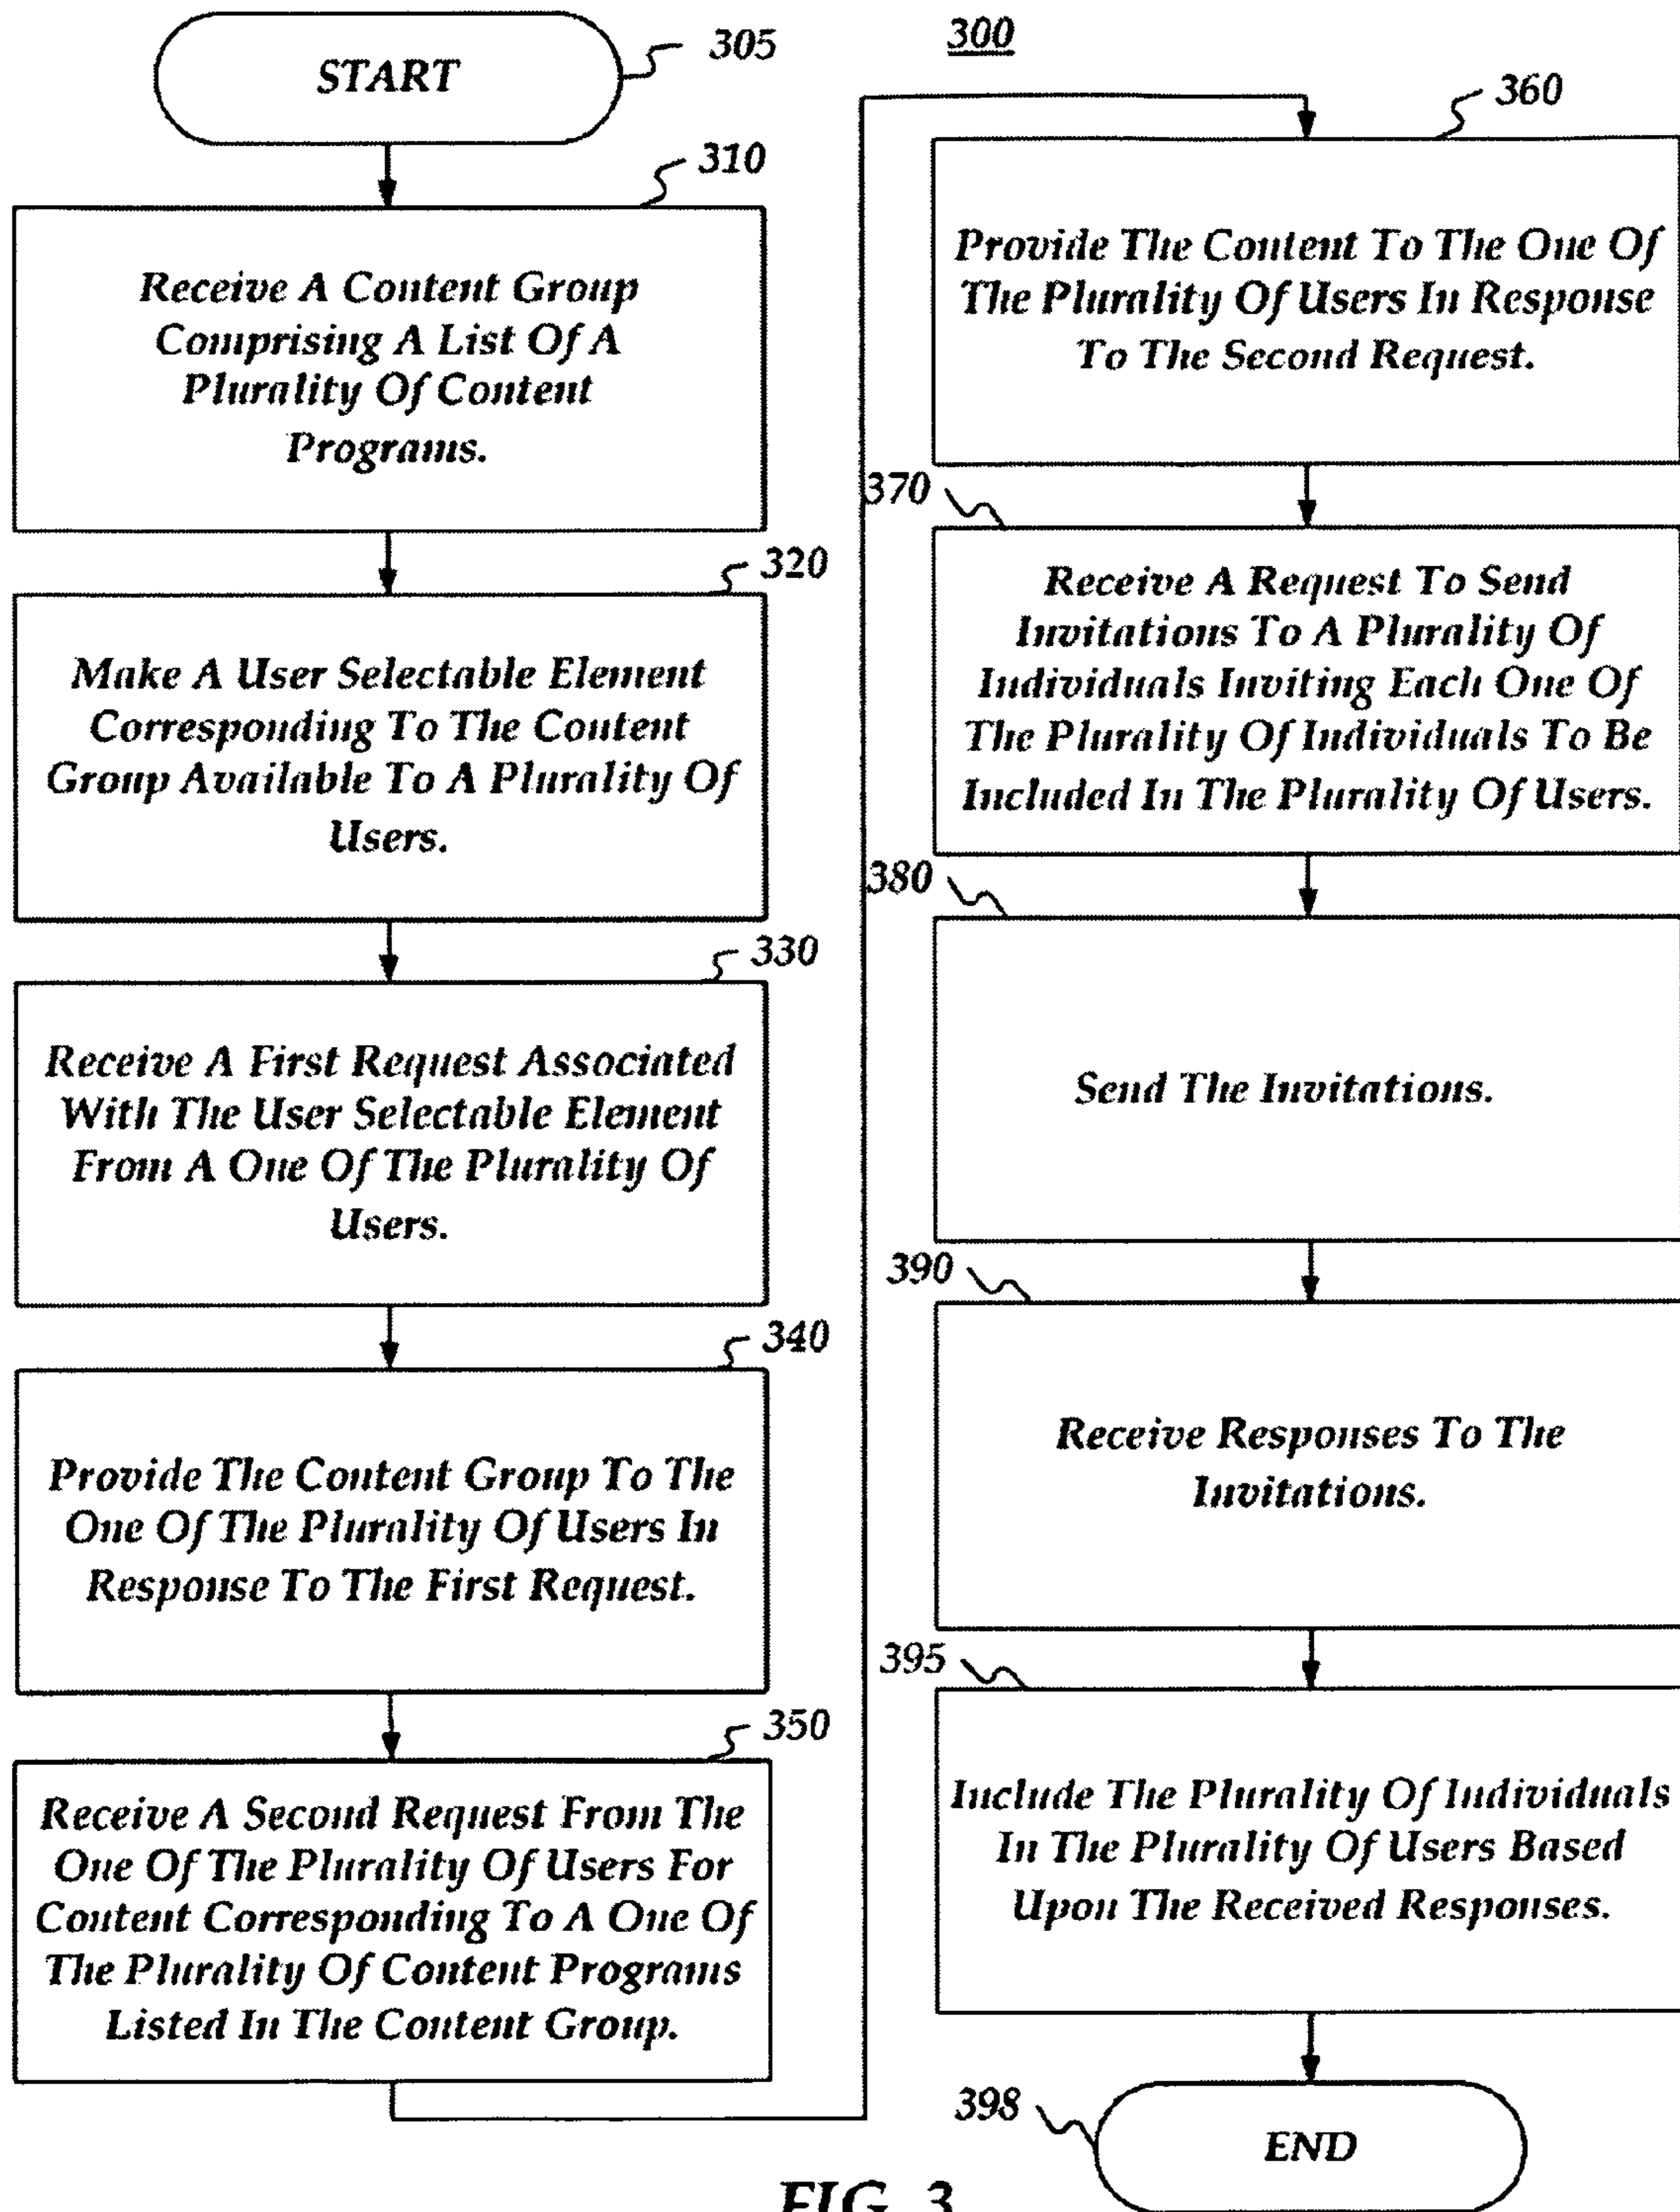 START
305
300
310
Receive A Content Group
Comprising A List Of A
Plurality Of Content
Programs.
320
Make A User Selectable Element
Corresponding To The Content
Group Available To A Plurality Of
Users.
330
Receive A First Request Associated
With The User Selectable Element
From A One Of The Plurality Of
Users.
340
Provide The Content Group To The
One Of The Plurality Of Users In
Response To The First Request.
350
Receive A Second Request From The
One Of The Plurality Of Users For
Content Corresponding To A One Of
The Plurality Of Content Programs
Listed In The Content Group.
360
Provide The Content To The One Of
The Plurality Of Users In Response
To The Second Request.
370
Receive A Request To Send
Invitations To A Plurality Of
Individuals Inviting Each One Of
The Plurality Of Individuals To Be
Included In The Plurality Of Users.
380
Send The Invitations.
390
Receive Responses To The
Invitations.
395
Include The Plurality Of Individuals
In The Plurality Of Users Based
Upon The Received Responses.
398
END
FIG. 3